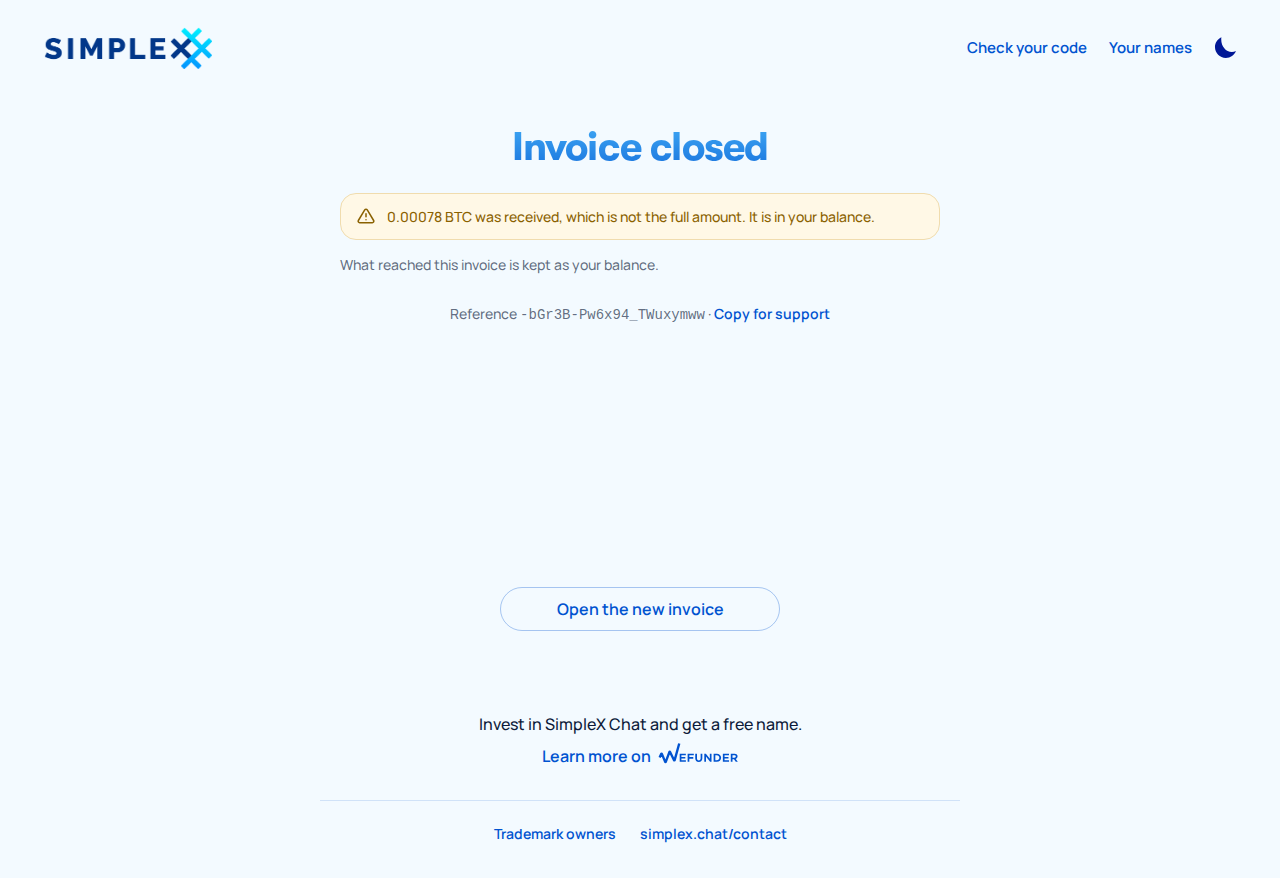 SIMPLEX
Check your code
Your names
Invoice closed
0.00078 BTC was received, which is not the full amount. It is in your balance.
What reached this invoice is kept as your balance.
Reference -bGr3B-Pw6x94_TWuxymww · Copy for support
Open the new invoice
Invest in SimpleX Chat and get a free name.
Learn more on WEFUNDER
Trademark owners
simplex.chat/contact